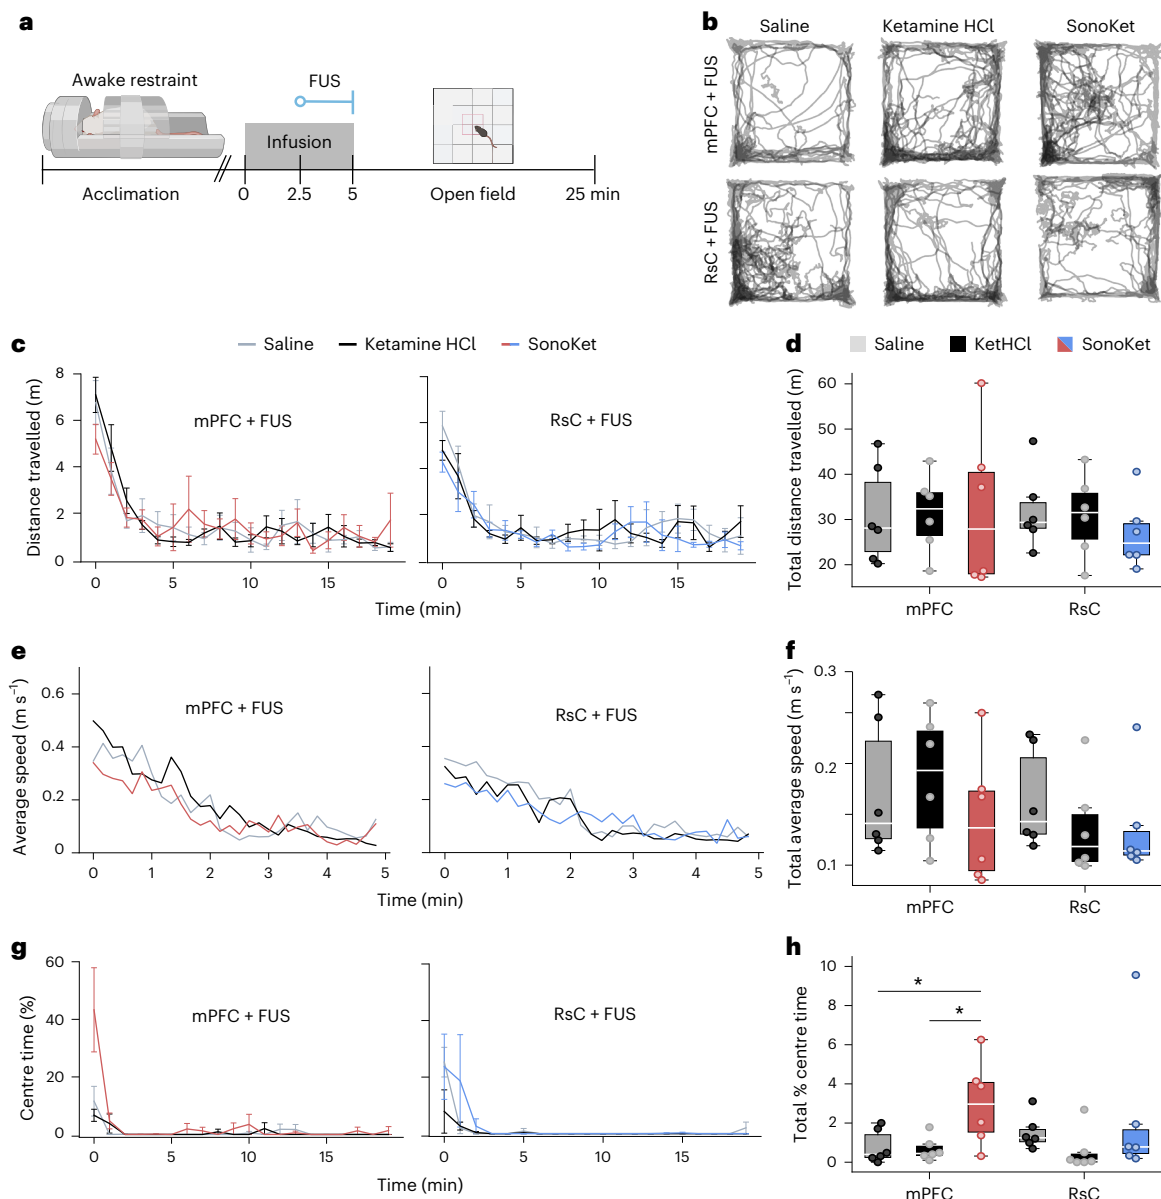 a
Awake restraint
FUS
Infusion
Acclimation
0
2.5
5
Open field
25 min
b
Saline
Ketamine HCl
SonoKet
mPFC + FUS
RsC + FUS
c
Saline
Ketamine HCl
SonoKet
Distance travelled (m)
8
6
4
2
0
mPFC + FUS
RsC + FUS
0 5 10 15
0 5 10 15
Time (min)
d
Saline
KetHCl
SonoKet
Total distance travelled (m)
60
50
40
30
20
mPFC
RsC
e
Average speed (m s−1)
0.6
0.4
0.2
0
mPFC + FUS
RsC + FUS
0 1 2 3 4 5
0 1 2 3 4 5
Time (min)
f
Total average speed (m s−1)
0.3
0.2
0.1
mPFC
RsC
g
Centre time (%)
60
40
20
0
mPFC + FUS
RsC + FUS
0 5 10 15
0 5 10 15
Time (min)
h
Total % centre time
10
8
6
4
2
0
*
*
mPFC
RsC